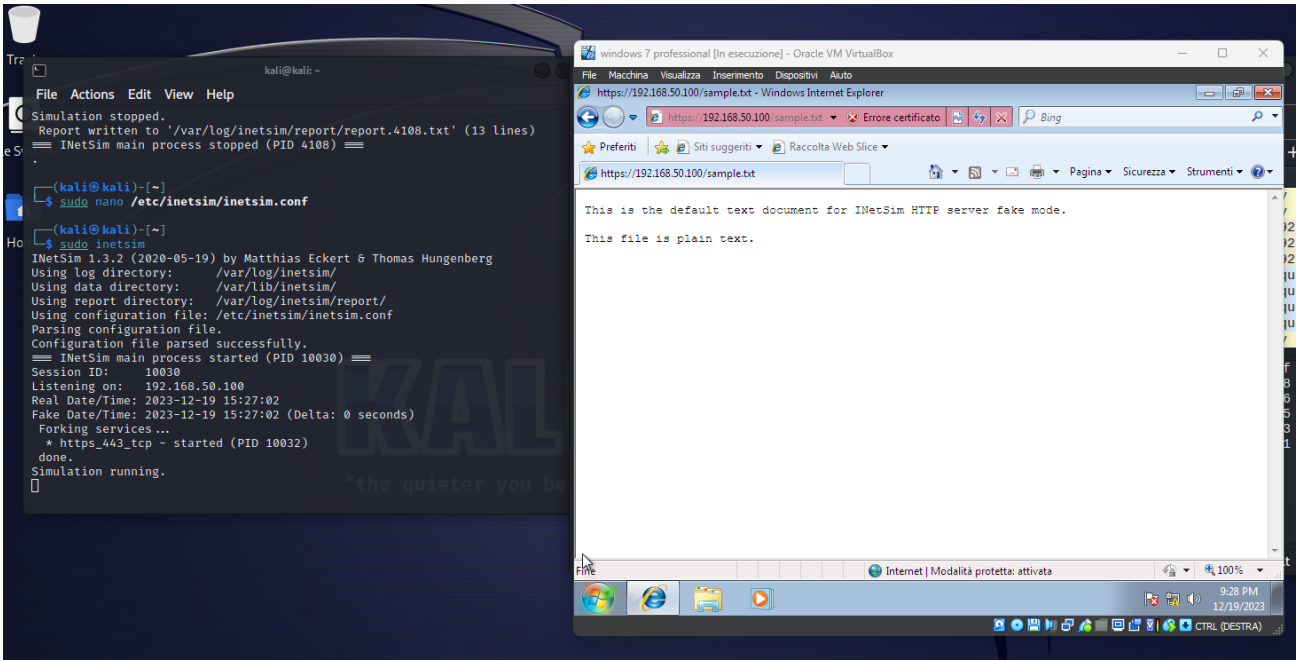 Tra
kali@kali: ~
File Actions Edit View Help
Simulation stopped.
Report written to '/var/log/inetsim/report/report.4108.txt' (13 lines)
=== INetSim main process stopped (PID 4108) ===
.
(kali㉿kali)-[~]
$ sudo nano /etc/inetsim/inetsim.conf
(kali㉿kali)-[~]
$ sudo inetsim
INetSim 1.3.2 (2020-05-19) by Matthias Eckert & Thomas Hungenberg
Using log directory: /var/log/inetsim/
Using data directory: /var/lib/inetsim/
Using report directory: /var/log/inetsim/report/
Using configuration file: /etc/inetsim/inetsim.conf
Parsing configuration file.
Configuration file parsed successfully.
=== INetSim main process started (PID 10030) ===
Session ID: 10030
Listening on: 192.168.50.100
Real Date/Time: 2023-12-19 15:27:02
Fake Date/Time: 2023-12-19 15:27:02 (Delta: 0 seconds)
Forking services...
* https_443_tcp - started (PID 10032)
done.
Simulation running.
KAL
"the quieter you be
e Sy
Ho
windows 7 professional [In esecuzione] - Oracle VM VirtualBox
File Macchina Visualizza Inserimento Dispositivi Aiuto
https://192.168.50.100/sample.txt - Windows Internet Explorer
https://192.168.50.100/sample.txt Errore certificato Bing
Preferiti Siti suggeriti Raccolta Web Slice
https://192.168.50.100/sample.txt Pagina Sicurezza Strumenti
This is the default text document for INetSim HTTP server fake mode.
This file is plain text.
Fine Internet | Modalità protetta: attivata 100%
9:28 PM
12/19/2023
CTRL (DESTRA)